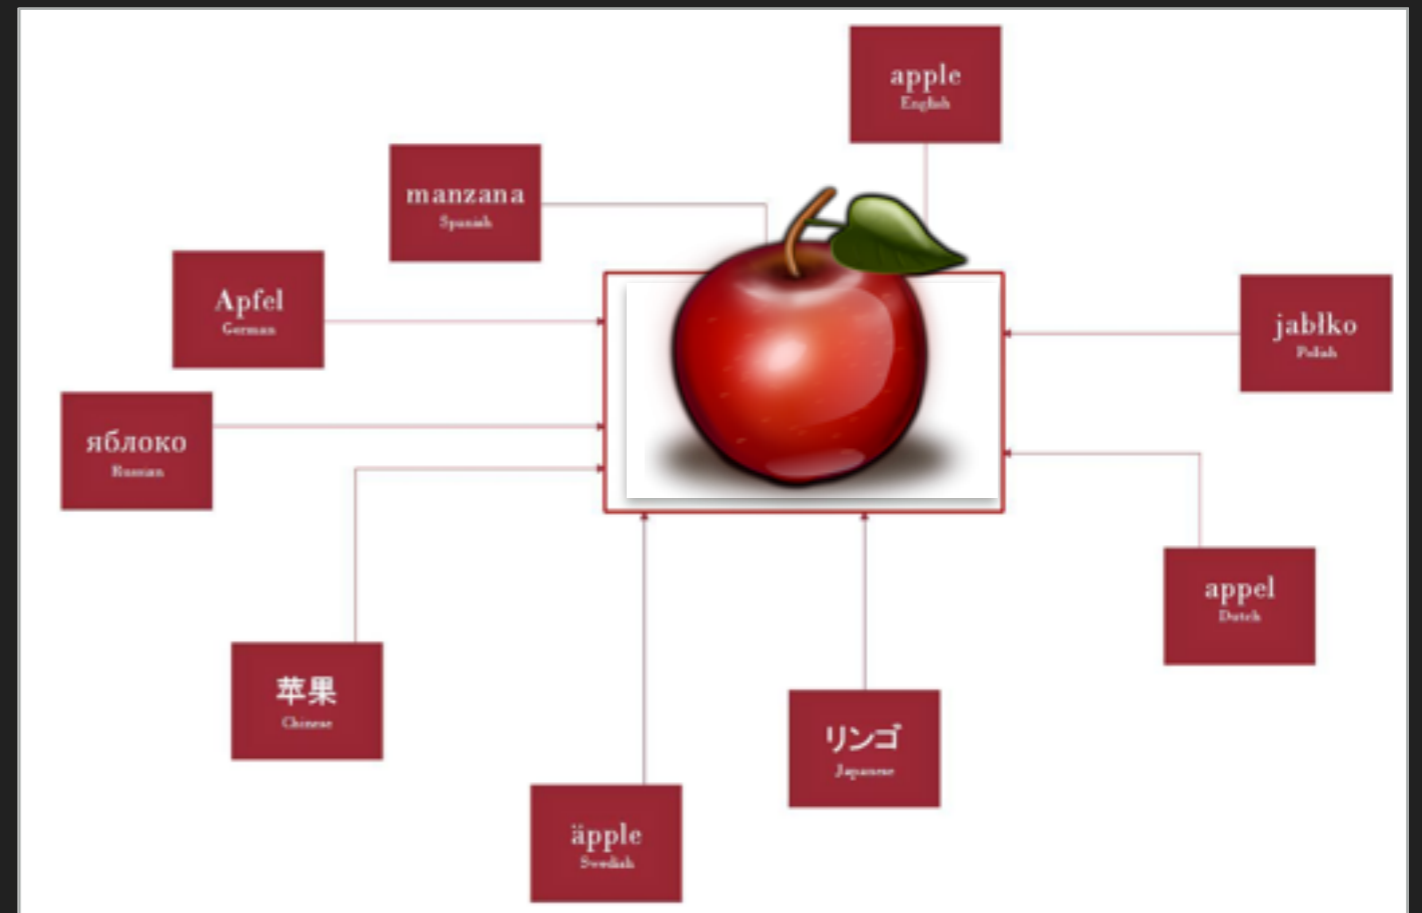 apple
English
manzana
Spanish
Apfel
German
jabłko
Polish
яблоко
Russian
appel
Dutch
苹果
Chinese
リンゴ
Japanese
äpple
Swedish